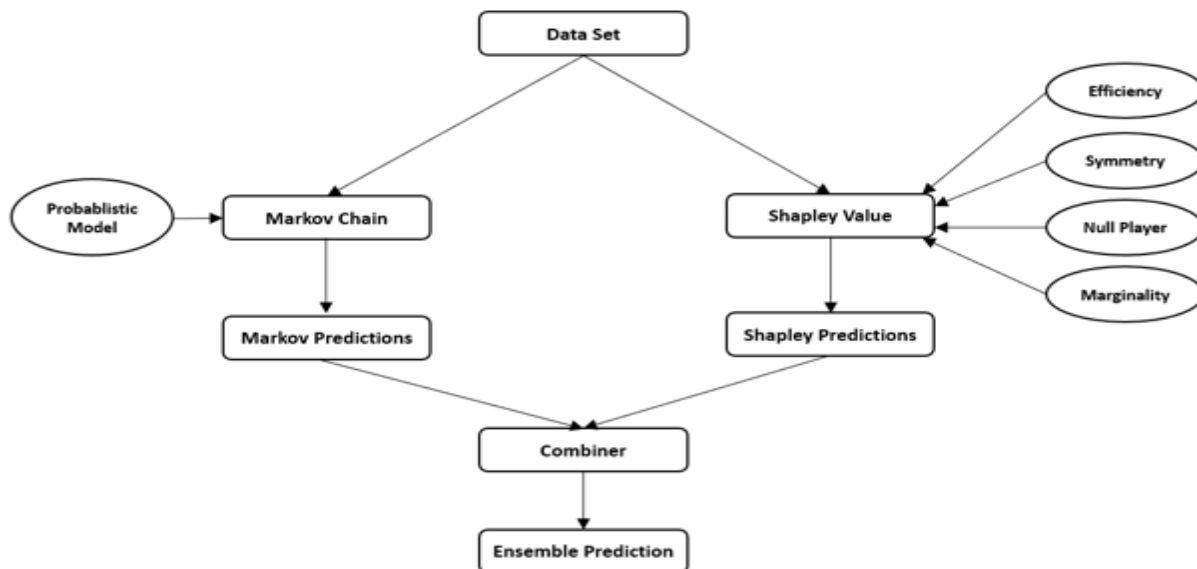 Data Set
Efficiency
Symmetry
Probablistic
Model
Markov Chain
Shapley Value
Null Player
Marginality
Markov Predictions
Shapley Predictions
Combiner
Ensemble Prediction